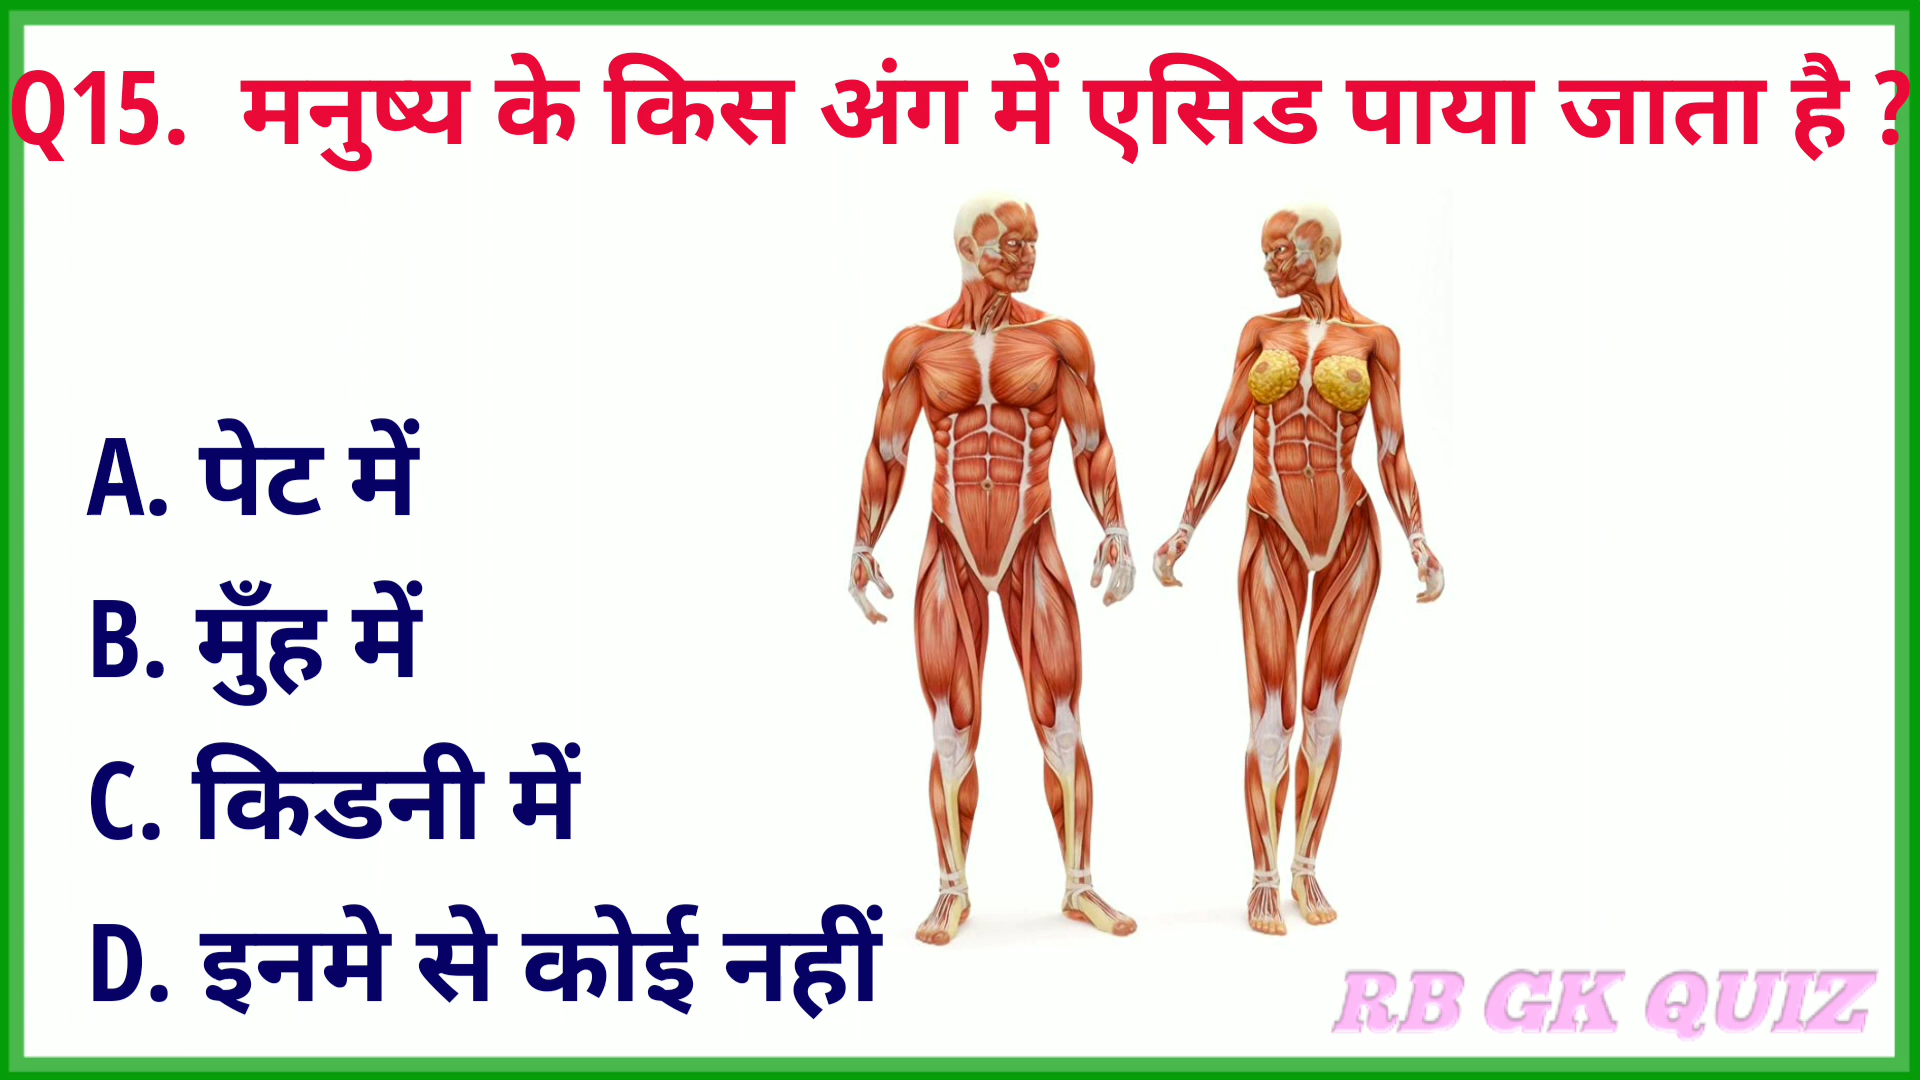 Q15. मनुष्य के किस अंग में एसिड पाया जाता है ?
A. पेट में
B. मुँह में
C. किडनी में
D. इनमे से कोई नहीं
RB GK QUIZ